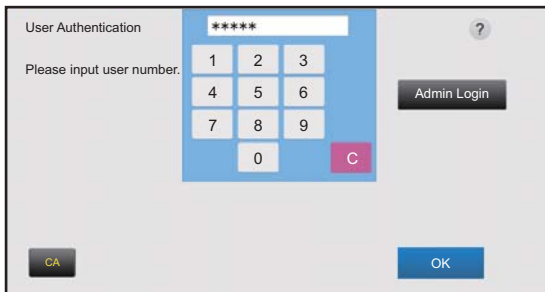 User Authentication
*****
?
Please input user number.
1 2 3
4 5 6
Admin Login
7 8 9
0 C
CA
OK